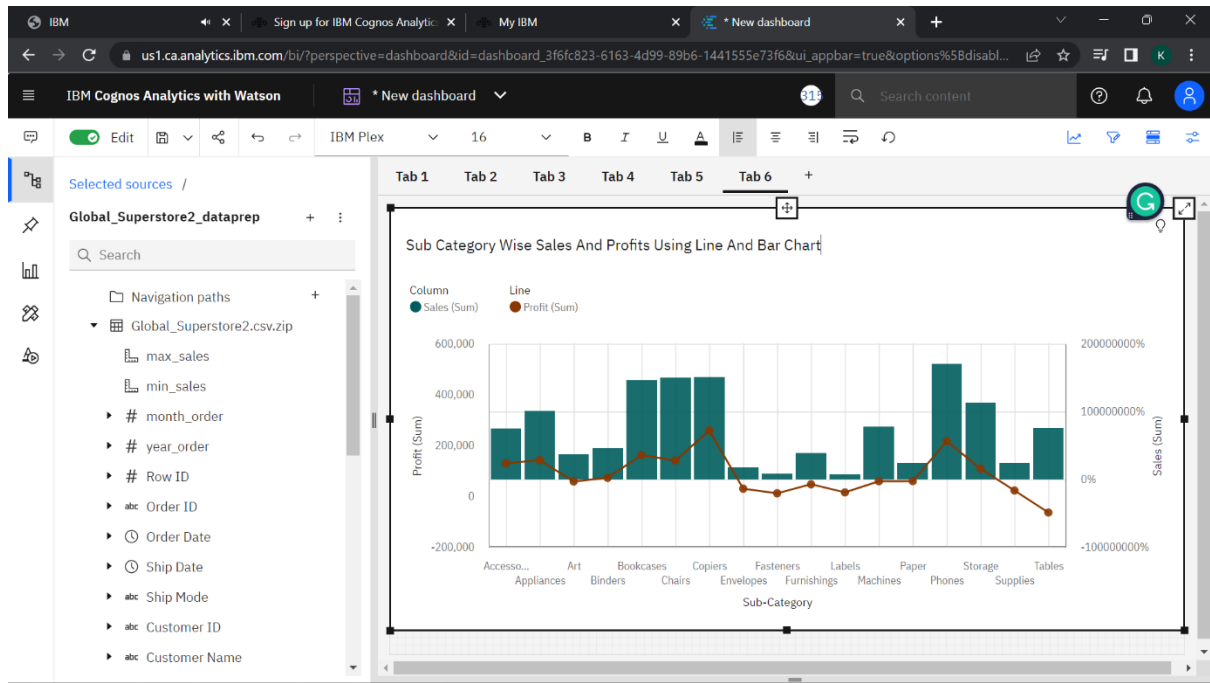 IBM
Sign up for IBM Cognos Analytic
My IBM
* New dashboard
us1.ca.analytics.ibm.com/bi/?perspective=dashboard&id=dashboard_3f6fc823-6163-4d99-89b6-1441555e73f6&ui_appbar=true&options%5Bdisabl...
K
IBM Cognos Analytics with Watson
* New dashboard
315
Search content
Edit
IBM Plex
16
B I U A
Selected sources /
Tab 1 Tab 2 Tab 3 Tab 4 Tab 5 Tab 6 +
Global_Superstore2_dataprep
Search
Navigation paths
Global_Superstore2.csv.zip
max_sales
min_sales
# month_order
# year_order
# Row ID
abc Order ID
Order Date
Ship Date
abc Ship Mode
abc Customer ID
abc Customer Name
G
Sub Category Wise Sales And Profits Using Line And Bar Chart
Column Line
Sales (Sum) Profit (Sum)
600,000
400,000
200,000
0
-200,000
Profit (Sum)
200000000%
100000000%
0%
-100000000%
Sales (Sum)
Accesso... Art Bookcases Copiers Fasteners Labels Paper Storage Tables
Appliances Binders Chairs Envelopes Furnishings Machines Phones Supplies
Sub-Category